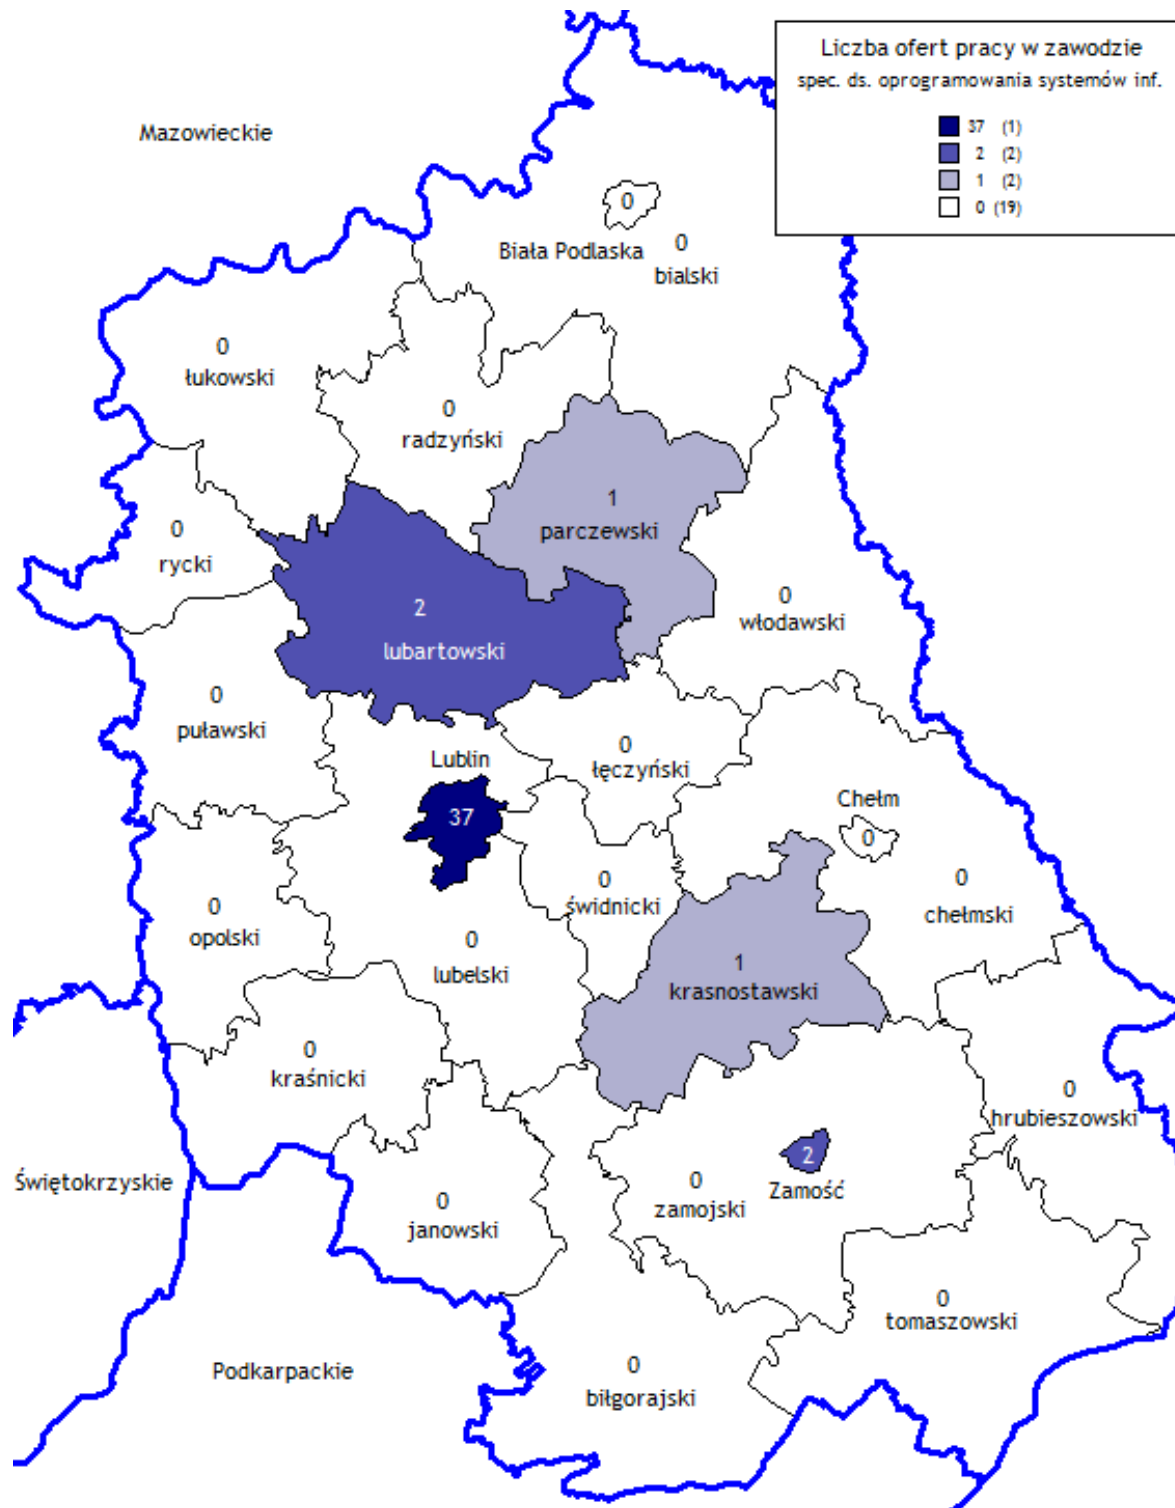 Liczba ofert pracy w zawodzie
spec. ds. oprogramowania systemów inf.
37 (1)
2 (2)
1 (2)
0 (19)
Mazowieckie
0
Biała Podlaska
0
bialski
0
łukowski
0
radzyński
1
parczewski
0
rycki
2
lubartowski
0
włodawski
0
puławski
Lublin
37
0
łęczyński
Chełm
0
0
świdnicki
0
chełmski
0
opolski
0
lubelski
1
krasnostawski
0
kraśnicki
0
hrubieszowski
Świętokrzyskie
0
janowski
0
zamojski
2
Zamość
0
tomaszowski
Podkarpackie
0
biłgorajski